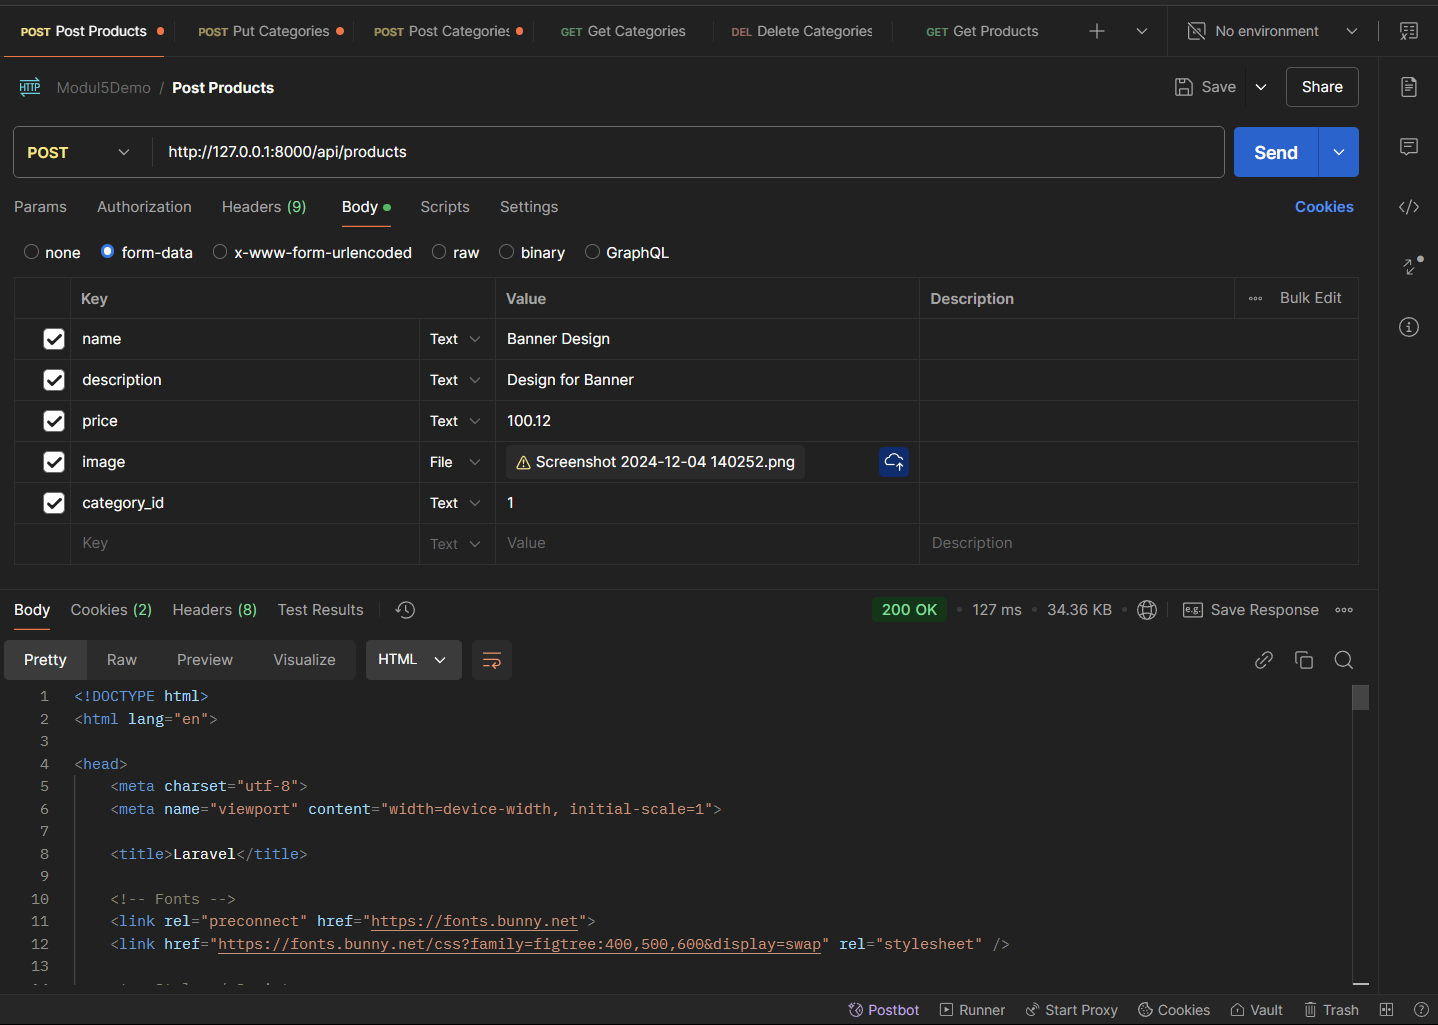 POST Post Products POST Put Categories POST Post Categories GET Get Categories DEL Delete Categories GET Get Products No environment
HTTP Modul5Demo / Post Products Save Share
POST http://127.0.0.1:8000/api/products Send
Params Authorization Headers (9) Body Scripts Settings Cookies
none form-data x-www-form-urlencoded raw binary GraphQL
Key Value Description Bulk Edit
name Text Banner Design
description Text Design for Banner
price Text 100.12
image File Screenshot 2024-12-04 140252.png
category_id Text 1
Key Text Value Description
Body Cookies (2) Headers (8) Test Results 200 OK 127 ms 34.36 KB e.g. Save Response
Pretty Raw Preview Visualize HTML
1 <!DOCTYPE html>
2 <html lang="en">
3
4 <head>
5 <meta charset="utf-8">
6 <meta name="viewport" content="width=device-width, initial-scale=1">
7
8 <title>Laravel</title>
9
10 <!-- Fonts -->
11 <link rel="preconnect" href="https://fonts.bunny.net">
12 <link href="https://fonts.bunny.net/css?family=figtree:400,500,600&display=swap" rel="stylesheet" />
13
Postbot Runner Start Proxy Cookies Vault Trash